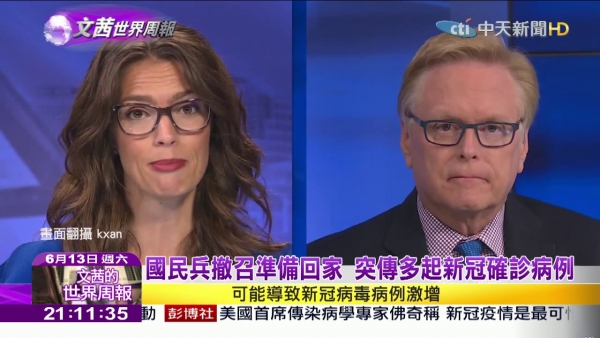 文茜世界周報
cti 中天新聞HD
畫面翻攝 kxan
6月13日 週六
文茜的
世界周報
21:11:35
國民兵撤召準備回家 突傳多起新冠確診病例
可能導致新冠病毒病例激增
動 彭博社 美國首席傳染病學專家佛奇稱 新冠疫情是最可